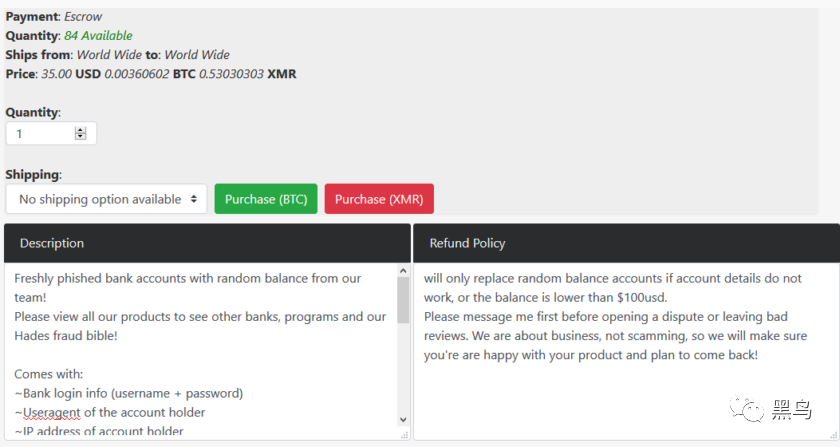 Payment: Escrow
Quantity: 84 Available
Ships from: World Wide to: World Wide
Price: 35.00 USD 0.00360602 BTC 0.53030303 XMR
Quantity:
1
Shipping:
No shipping option available Purchase (BTC) Purchase (XMR)
Description
Freshly phished bank accounts with random balance from our
team!
Please view all our products to see other banks, programs and our
Hades fraud bible!
Comes with:
~Bank login info (username + password)
~Useragent of the account holder
~IP address of account holder
Refund Policy
will only replace random balance accounts if account details do not
work, or the balance is lower than $100usd.
Please message me first before opening a dispute or leaving bad
reviews. We are about business, not scamming, so we will make sure
you're are happy with your product and plan to come back!
黑鸟